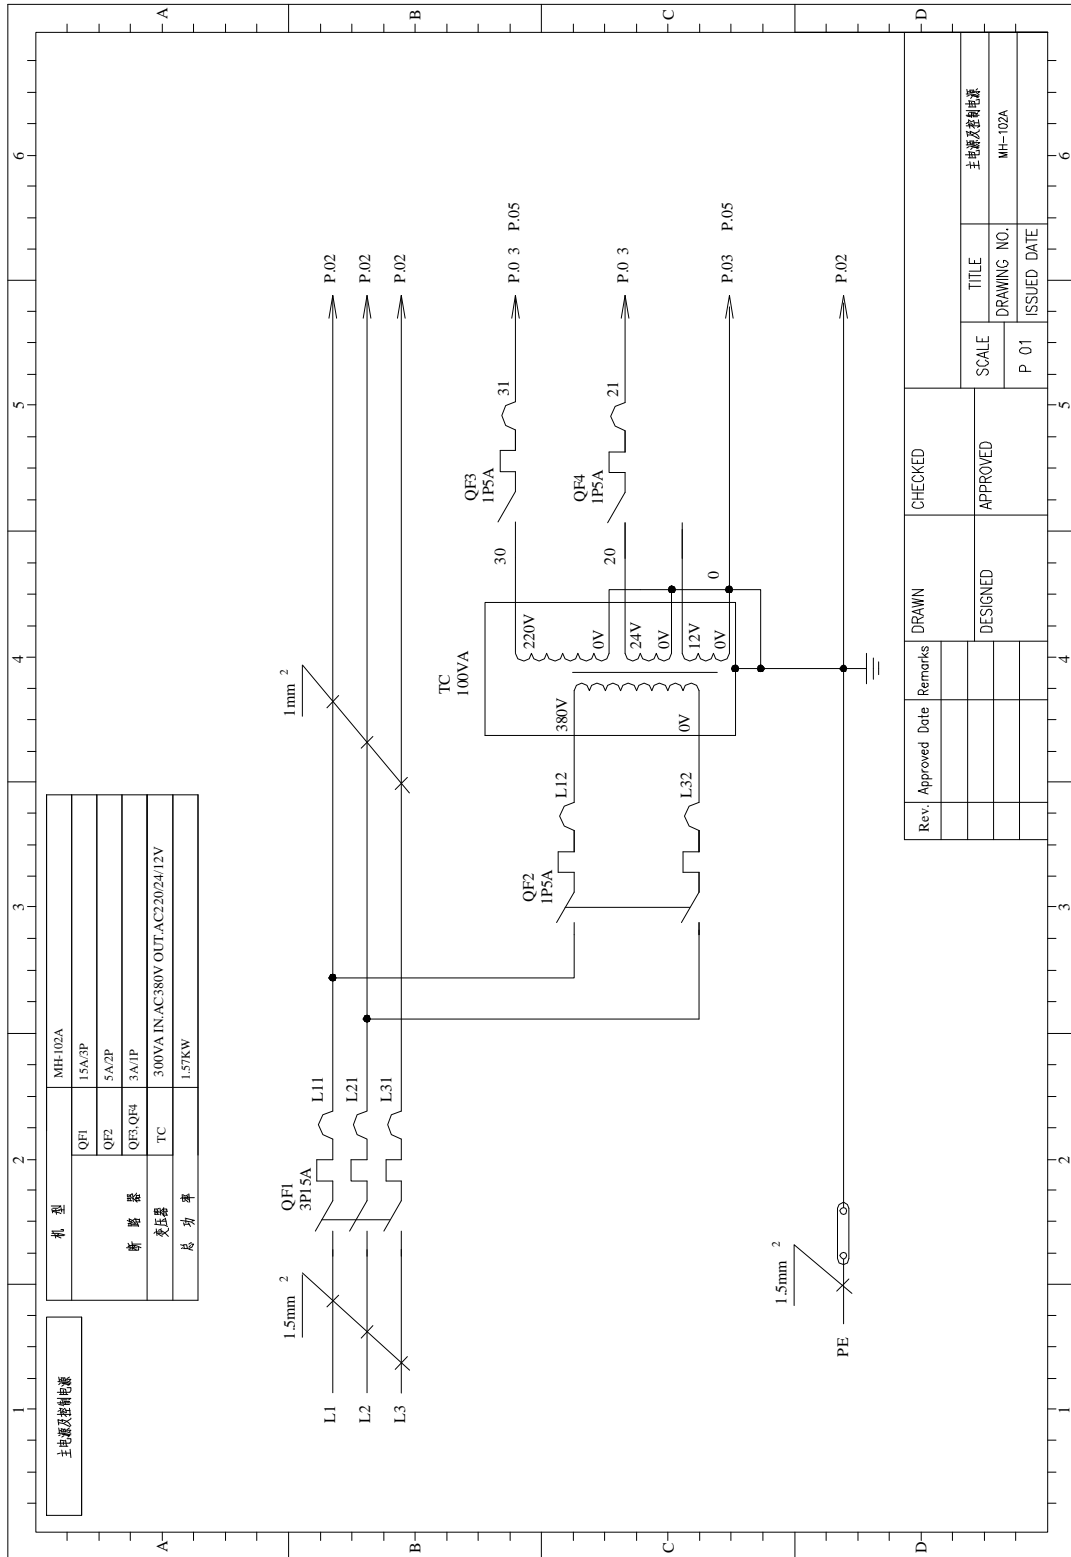 1 2 3 4 5 6
A
B
C
D
主电源及控制电源
机 型 MH-102A
断 路 器 QF1 15A/3P
QF2 5A/2P
QF3.QF4 3A/1P
变压器 TC 300VA IN.AC380V OUT.AC220/24/12V
总 功 率 1.57KW
1.5mm 2
1mm 2
QF1
3P15A
L1 L11 P.02
L2 L21 P.02
L3 L31 P.02
QF2
1P5A
L12
L32
TC
100VA
380V
0V
220V
0V
24V
0V
12V
0V
QF3
1P5A
30 31 P.0 3 P.05
QF4
1P5A
20 21 P.0 3
0 P.03 P.05
1.5mm 2
PE P.02
Rev. Approved Date Remarks
DRAWN CHECKED
DESIGNED APPROVED
SCALE TITLE 主电源及控制电源
DRAWING NO. MH-102A
P 01 ISSUED DATE
A
B
C
D
1 2 3 4 5 6